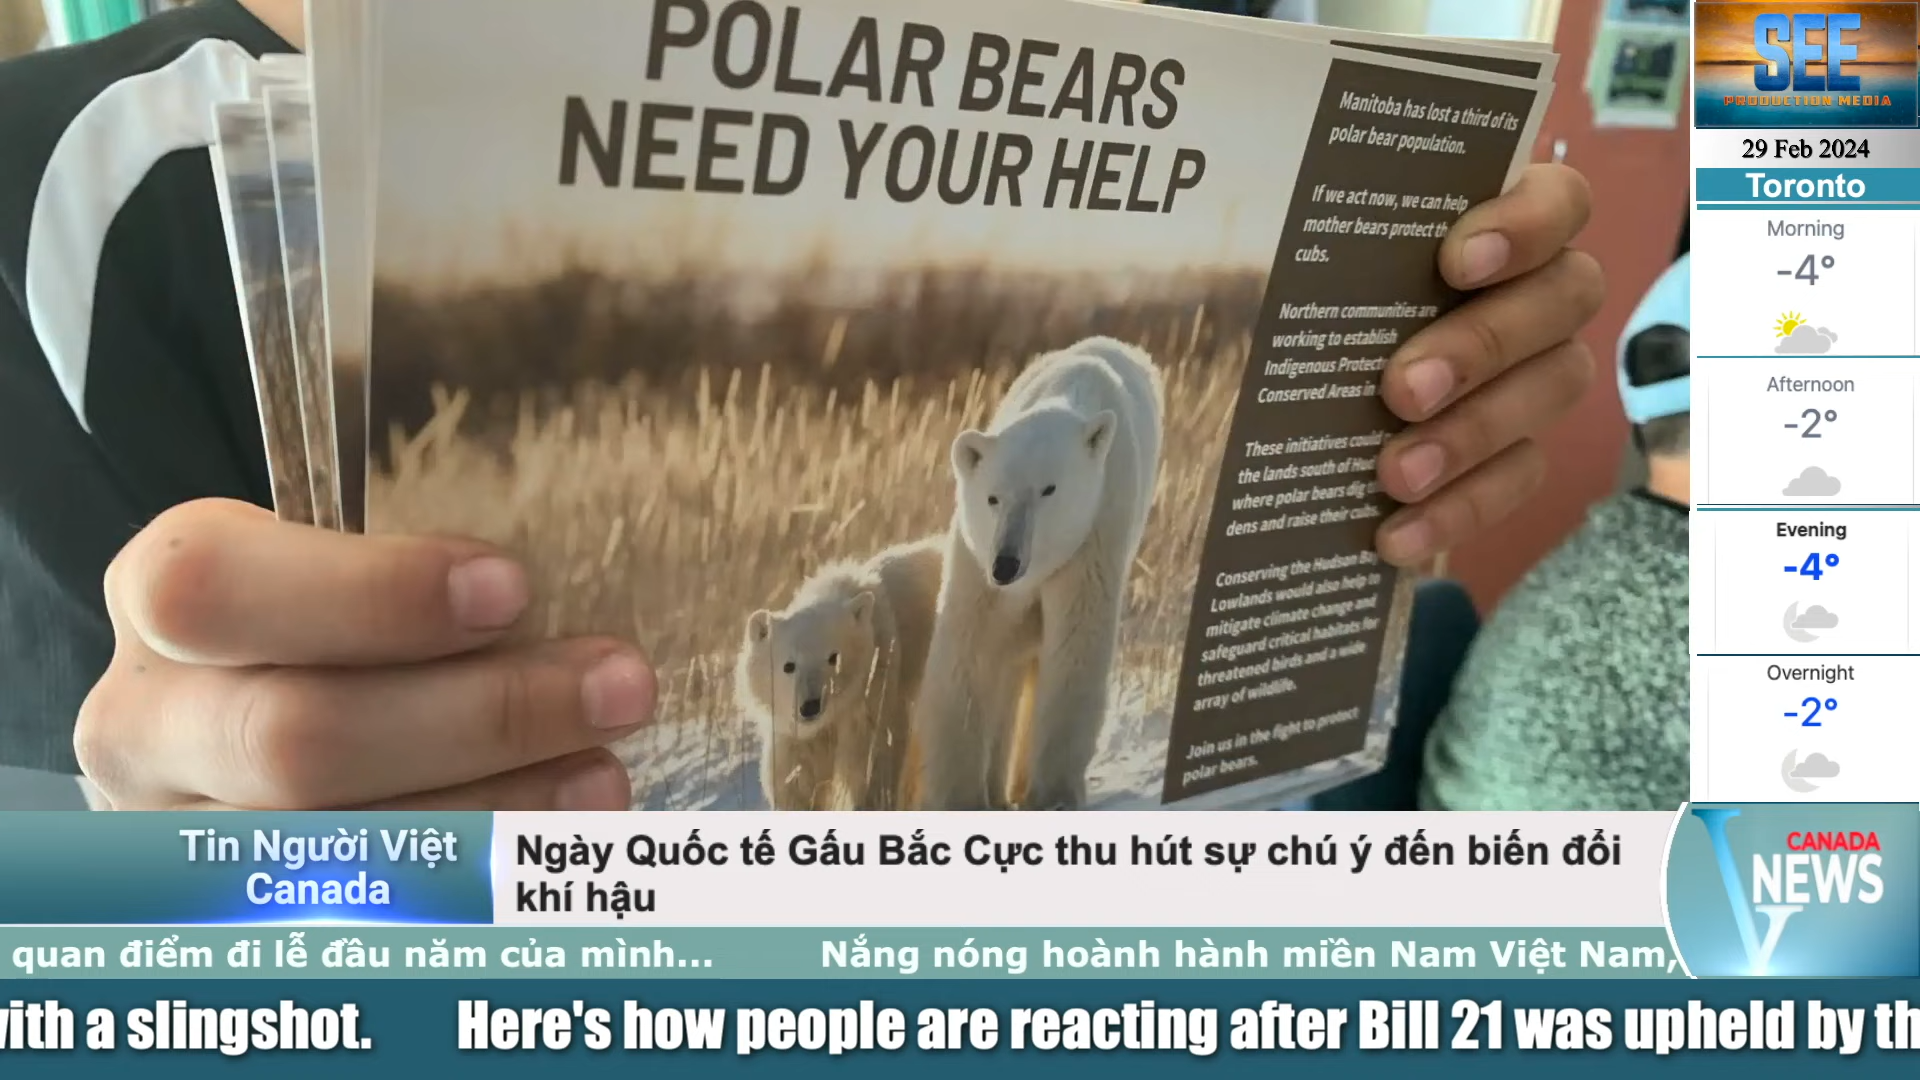 POLAR BEARS
NEED YOUR HELP
Manitoba has lost a third of its
polar bear population.
If we act now, we can help
mother bears protect
cubs.
Northern communities are
working to establish
Indigenous
Conserved Areas in
These initiatives could
the lands south of
where polar bears dig
dens and raise their cubs.
Conserving the Hudson
Lowlands would also help to
mitigate climate change and
safeguard critical habitats for
threatened birds and a wide
array of wildlife.
Join us in the fight to protect
polar bears.
SEE
PRODUCTION MEDIA
29 Feb 2024
Toronto
Morning
-4°
Afternoon
-2°
Evening
-4°
Overnight
-2°
Tin Người Việt
Canada
Ngày Quốc tế Gấu Bắc Cực thu hút sự chú ý đến biến đổi
khí hậu
CANADA
V NEWS
quan điểm đi lễ đầu năm của mình... Nắng nóng hoành hành miền Nam Việt Nam,
with a slingshot. Here's how people are reacting after Bill 21 was upheld by th